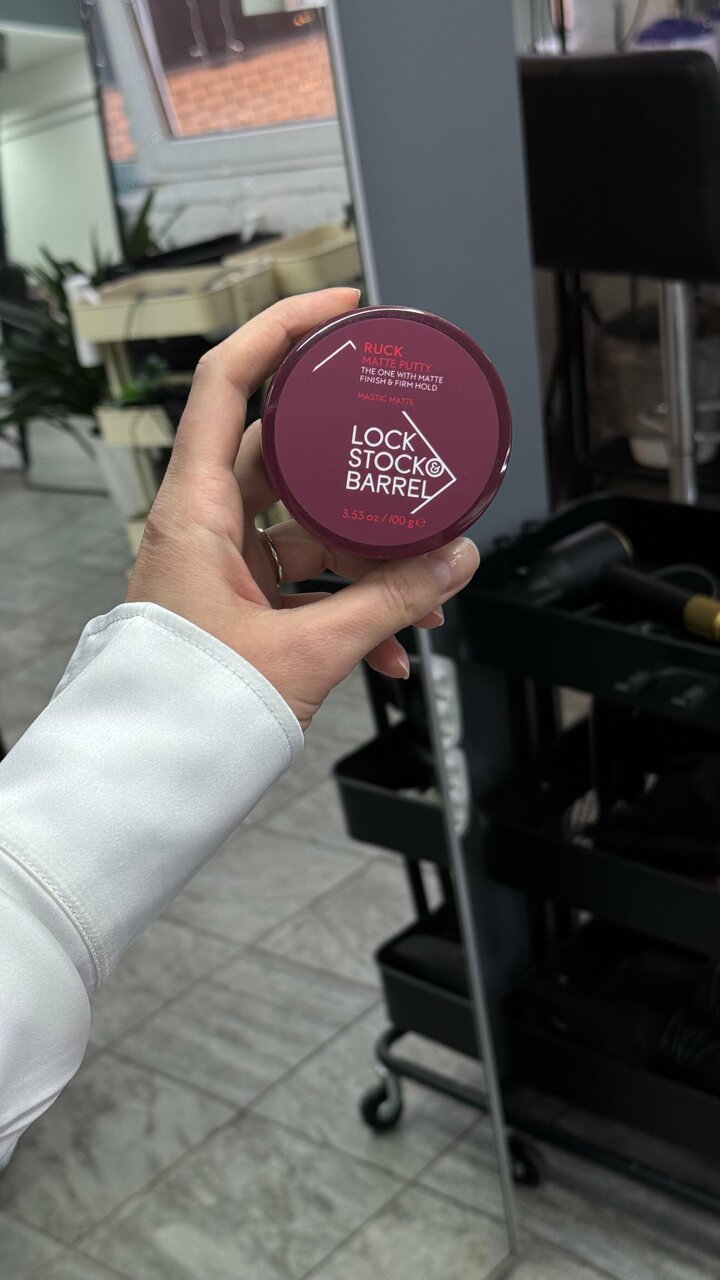 RUCK
MATTE PUTTY
THE ONE WITH MATTE
FINISH & FIRM HOLD
MASTIC MATTE
LOCK
STOCK&
BARREL
3.53 oz / 100 g ℮